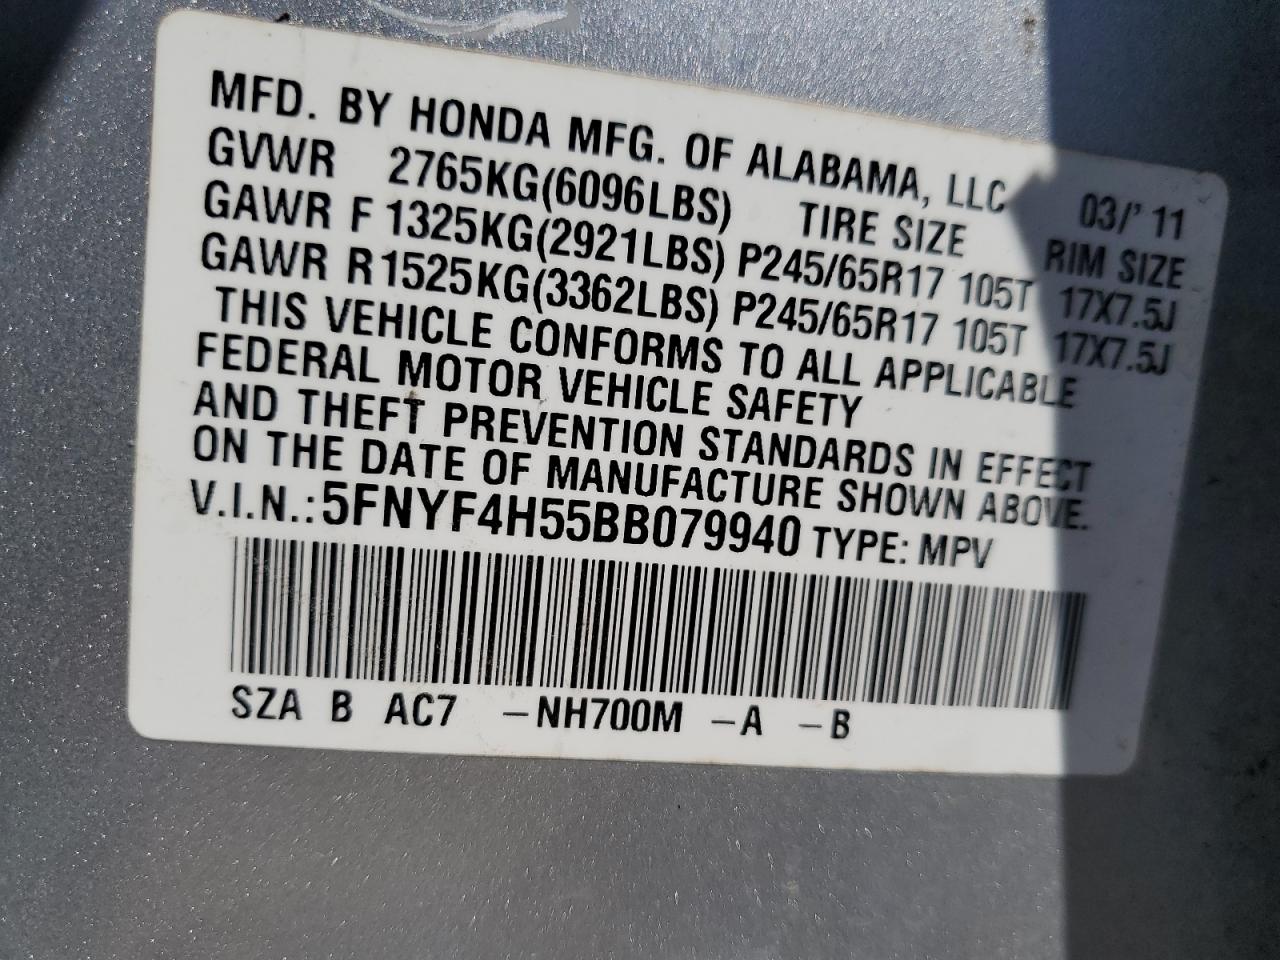 MFD. BY HONDA MFG. OF ALABAMA, LLC 03/' 11
GVWR 2765KG(6096LBS) TIRE SIZE RIM SIZE
GAWR F 1325KG(2921LBS) P245/65R17 105T 17X7.5J
GAWR R 1525KG(3362LBS) P245/65R17 105T 17X7.5J
THIS VEHICLE CONFORMS TO ALL APPLICABLE
FEDERAL MOTOR VEHICLE SAFETY
AND THEFT PREVENTION STANDARDS IN EFFECT
ON THE DATE OF MANUFACTURE SHOWN ABOVE.
V.I.N.: 5FNYF4H55BB079940 TYPE: MPV
SZA B AC7 –NH700M –A –B